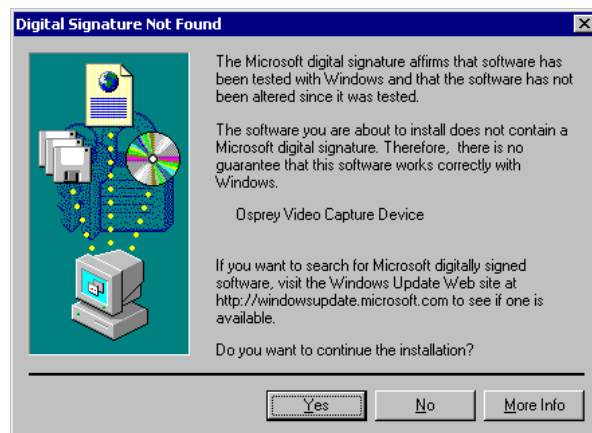 Digital Signature Not Found
The Microsoft digital signature affirms that software has
been tested with Windows and that the software has not
been altered since it was tested.
The software you are about to install does not contain a
Microsoft digital signature. Therefore, there is no
guarantee that this software works correctly with
Windows.
Osprey Video Capture Device
If you want to search for Microsoft digitally signed
software, visit the Windows Update Web site at
http://windowsupdate.microsoft.com to see if one is
available.
Do you want to continue the installation?
Yes No More Info